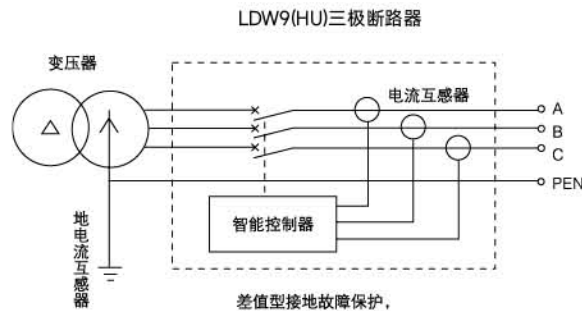 LDW9(HU)三极断路器
变压器
电流互感器
A
B
C
PEN
智能控制器
地电流互感器
差值型接地故障保护，